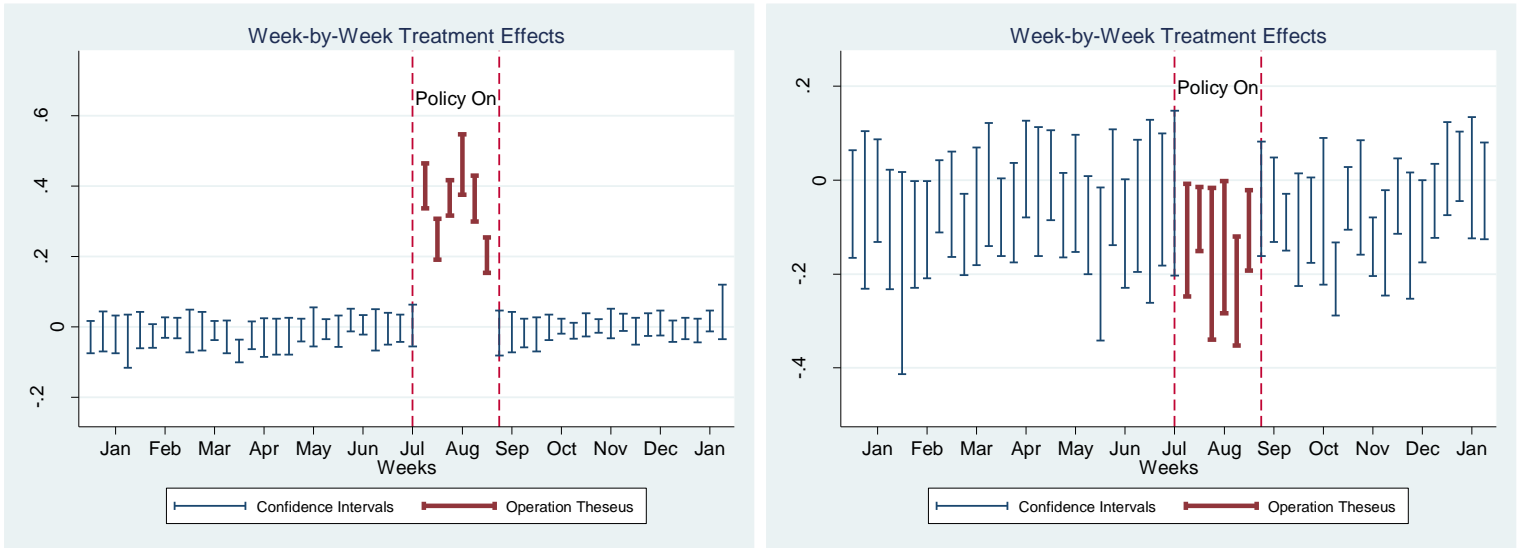 Week-by-Week Treatment Effects
Policy On
.6
.4
.2
0
-.2
Jan Feb Mar Apr May Jun Jul Aug Sep Oct Nov Dec Jan
Weeks
Confidence Intervals Operation Theseus
Week-by-Week Treatment Effects
Policy On
.2
0
-.2
-.4
Jan Feb Mar Apr May Jun Jul Aug Sep Oct Nov Dec Jan
Weeks
Confidence Intervals Operation Theseus